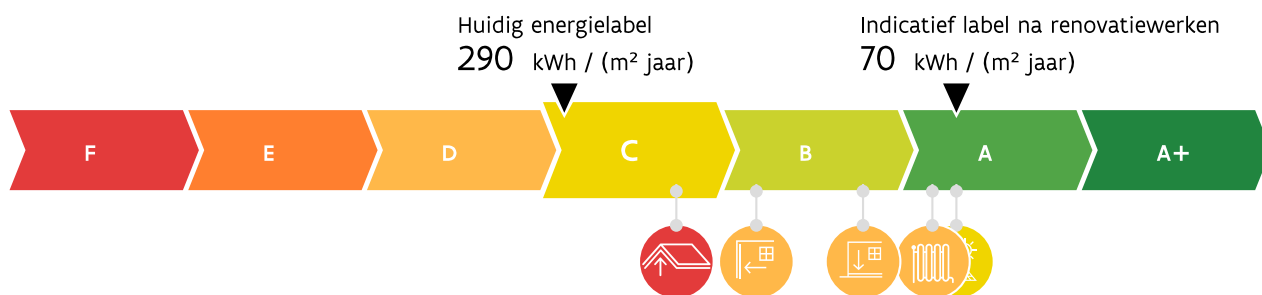 Huidig energielabel
290 kWh / (m² jaar)
Indicatief label na renovatiewerken
70 kWh / (m² jaar)
F E D C B A A+